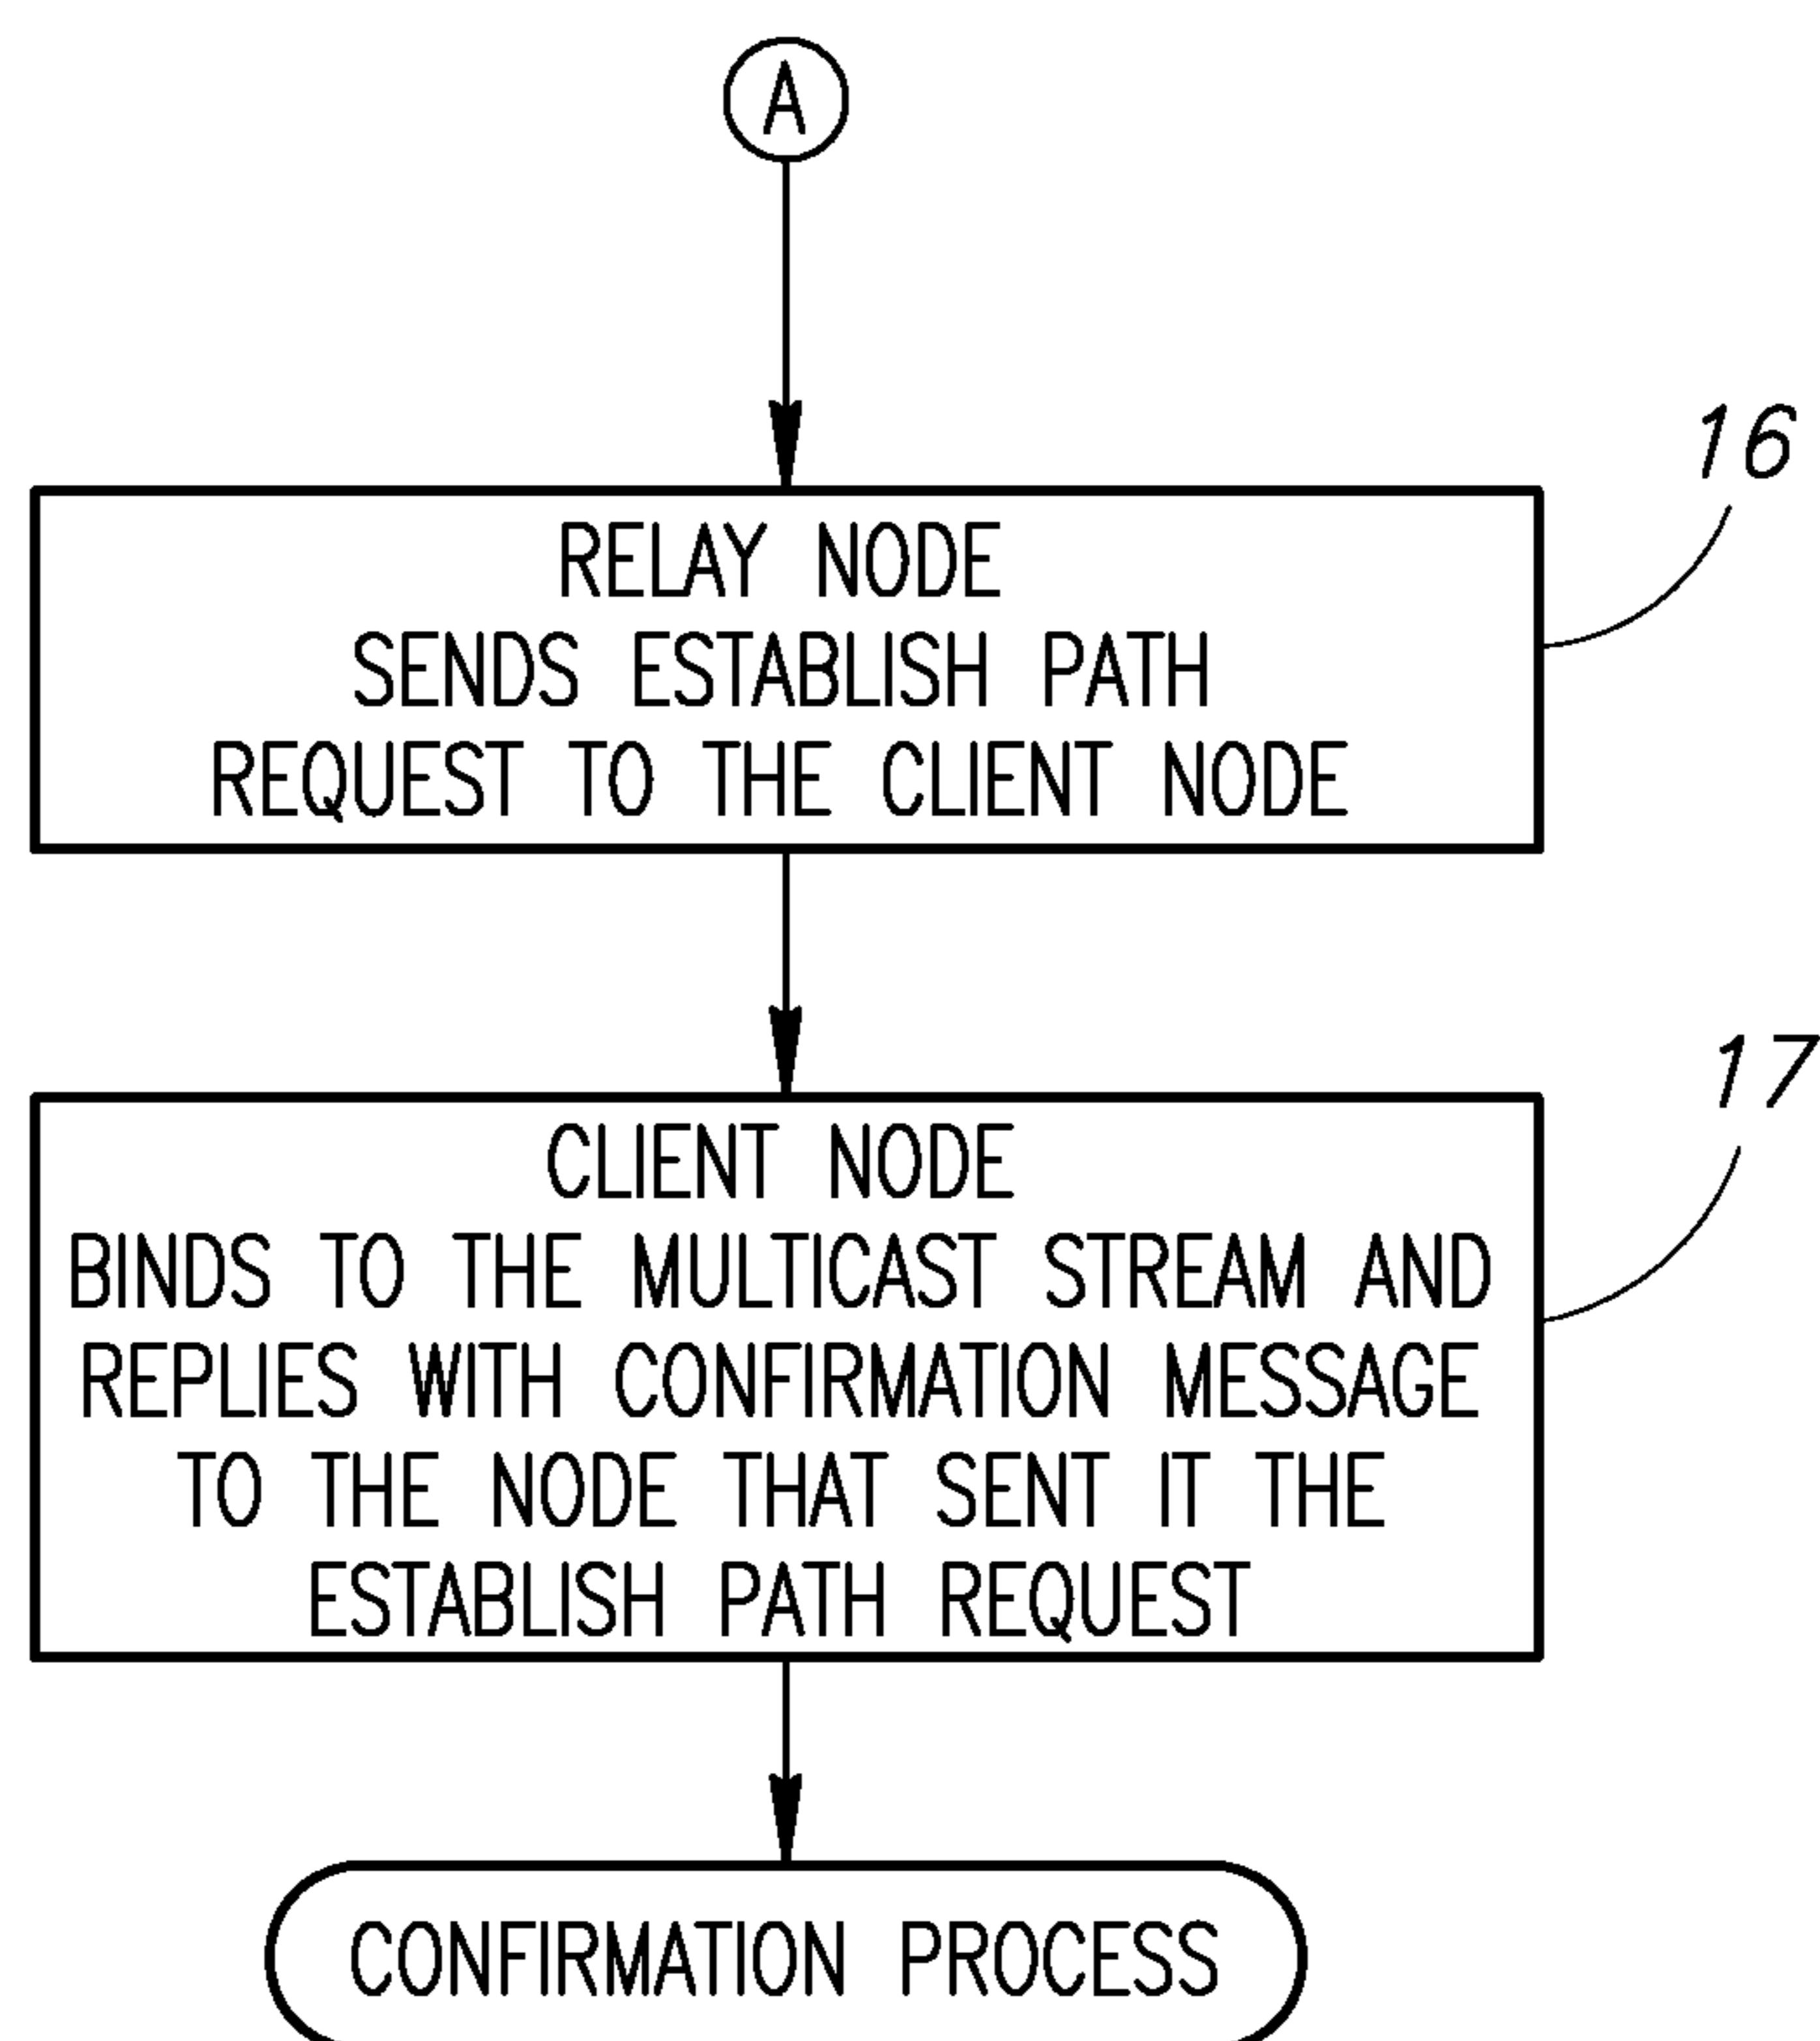 A
16
RELAY NODE
SENDS ESTABLISH PATH
REQUEST TO THE CLIENT NODE
17
CLIENT NODE
BINDS TO THE MULTICAST STREAM AND
REPLIES WITH CONFIRMATION MESSAGE
TO THE NODE THAT SENT IT THE
ESTABLISH PATH REQUEST
CONFIRMATION PROCESS